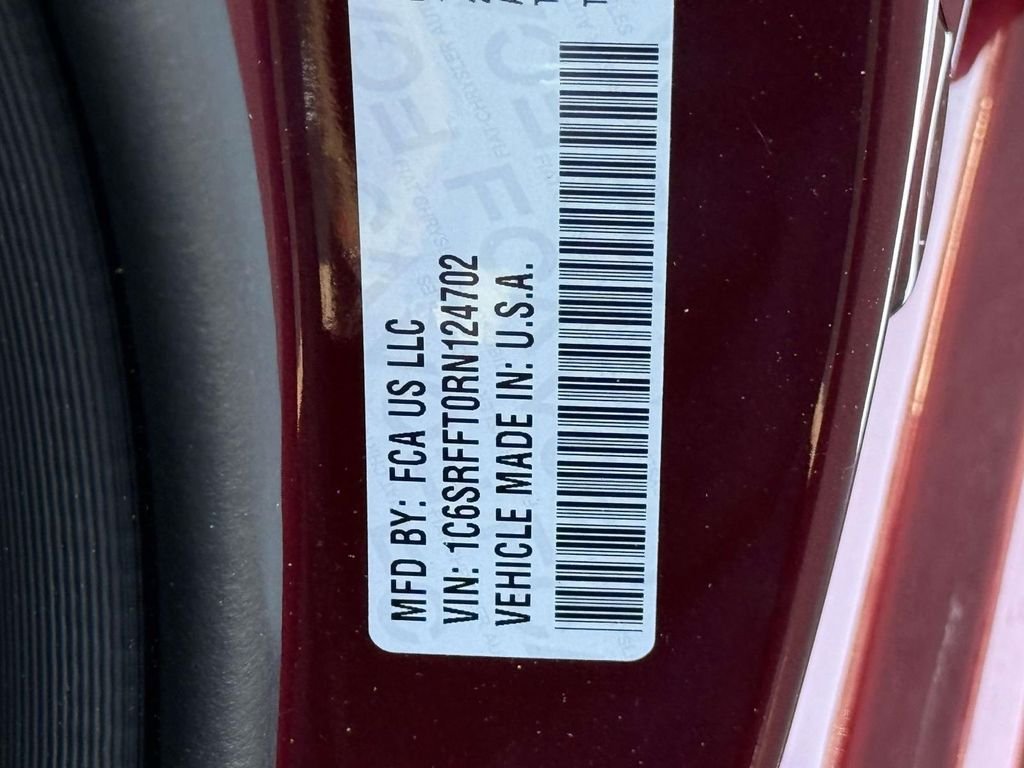 MFD BY: FCA US LLC
VIN: 1C6SRFFT0RN124702
VEHICLE MADE IN: U.S.A.